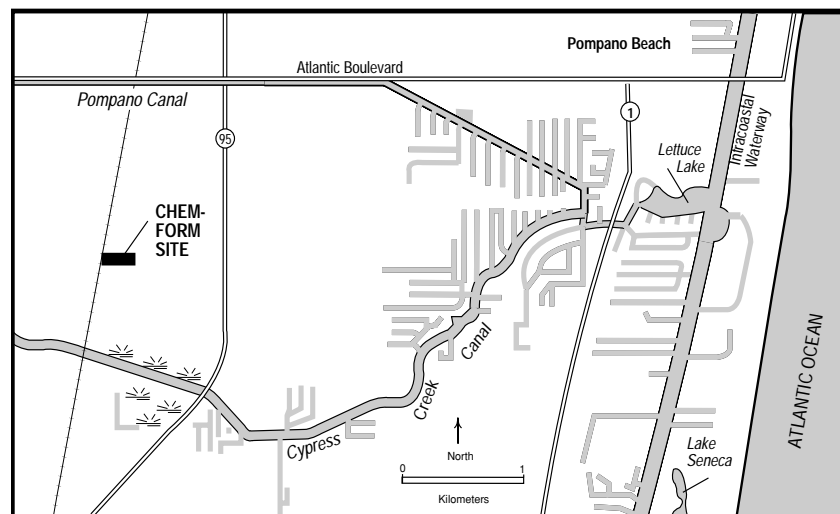 Pompano Beach
Atlantic Boulevard
Pompano Canal
1
Intracoastal
Waterway
95
Lettuce
Lake
CHEM-
FORM
SITE
Canal
Creek
Cypress
ATLANTIC OCEAN
North
Lake
Seneca
0 1
Kilometers